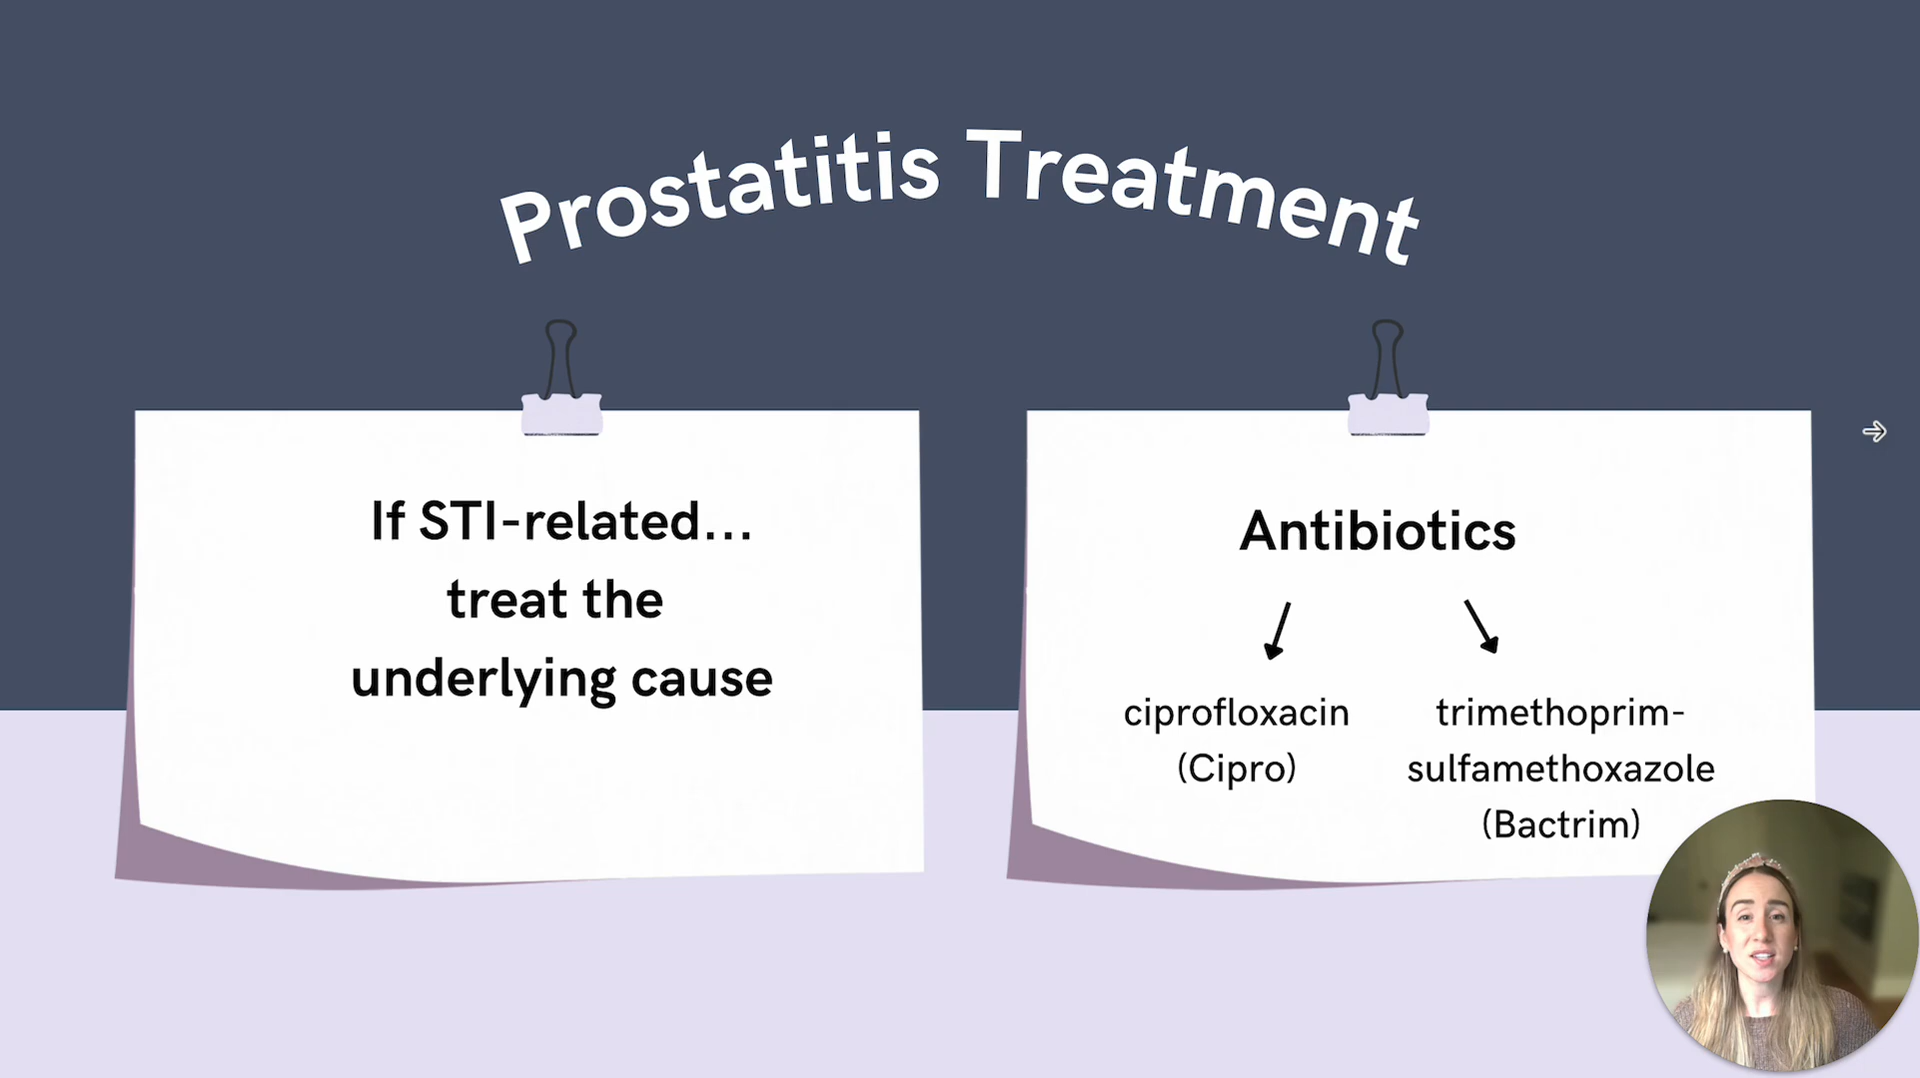 Prostatitis Treatment
If STI-related...
treat the
underlying cause
Antibiotics
ciprofloxacin
(Cipro)
trimethoprim-
sulfamethoxazole
(Bactrim)